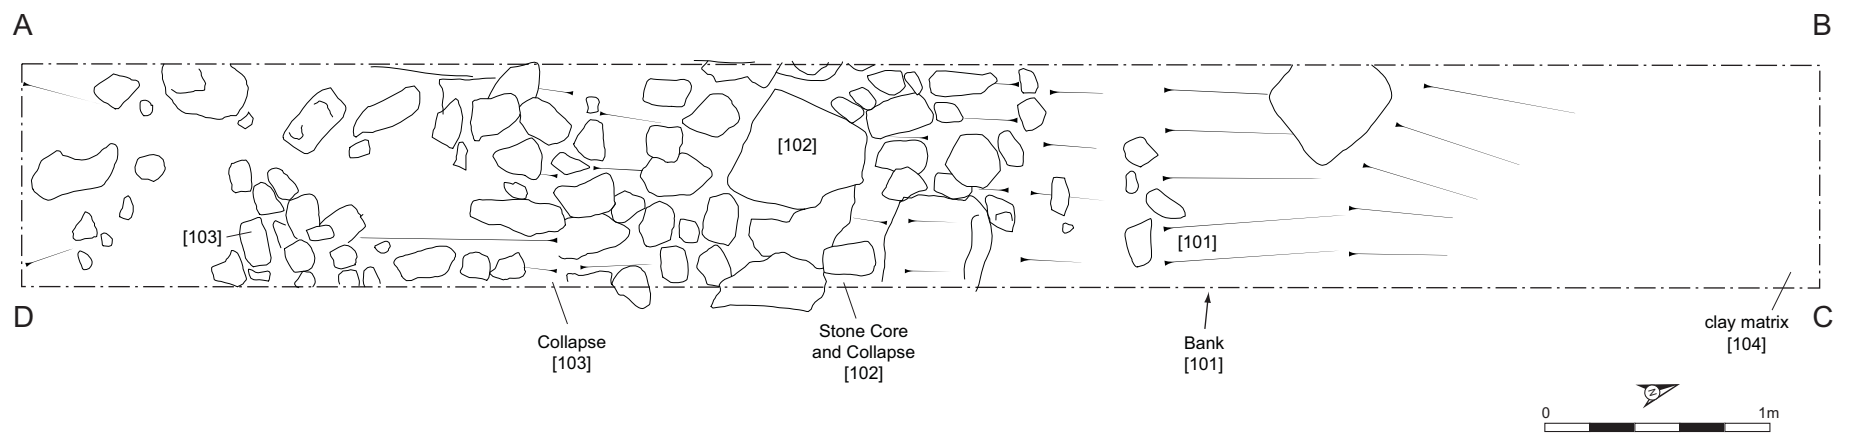 A
B
[102]
[103]
[101]
D
C
Collapse
[103]
Stone Core
and Collapse
[102]
Bank
[101]
clay matrix
[104]
N
0
1m